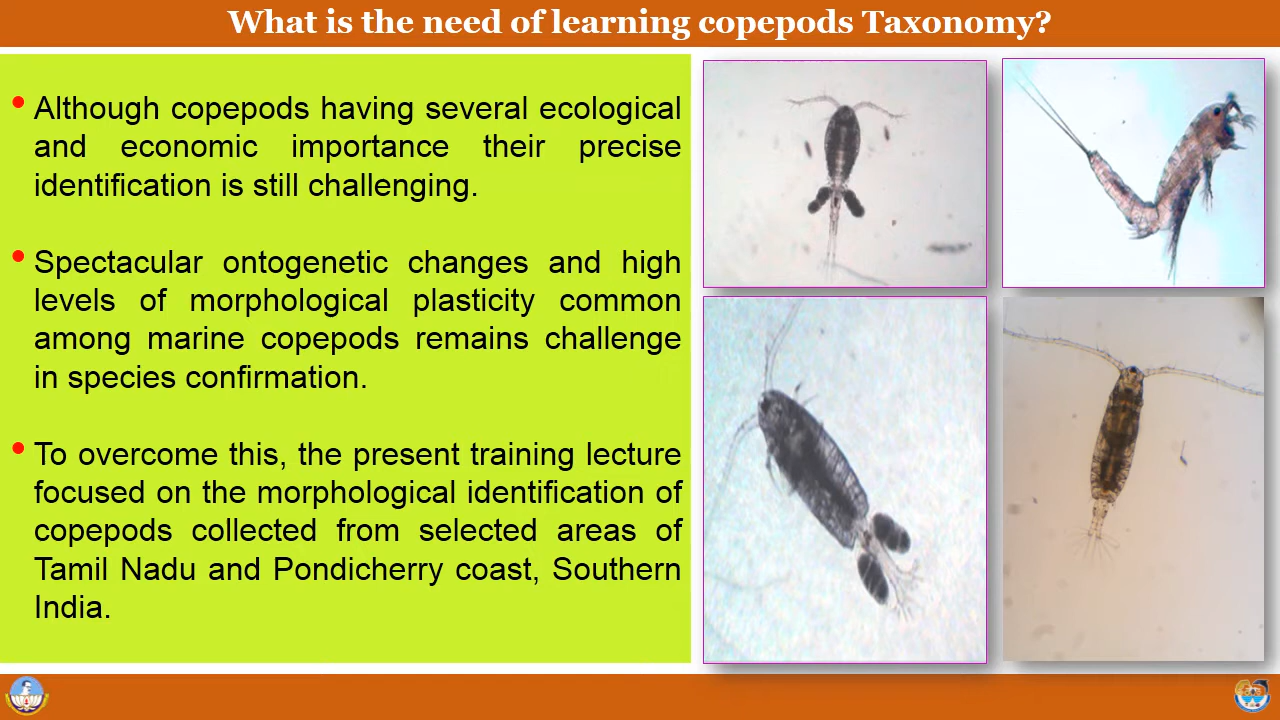 What is the need of learning copepods Taxonomy?
Although copepods having several ecological
and economic importance their precise
identification is still challenging.
Spectacular ontogenetic changes and high
levels of morphological plasticity common
among marine copepods remains challenge
in species confirmation.
To overcome this, the present training lecture
focused on the morphological identification of
copepods collected from selected areas of
Tamil Nadu and Pondicherry coast, Southern
India.